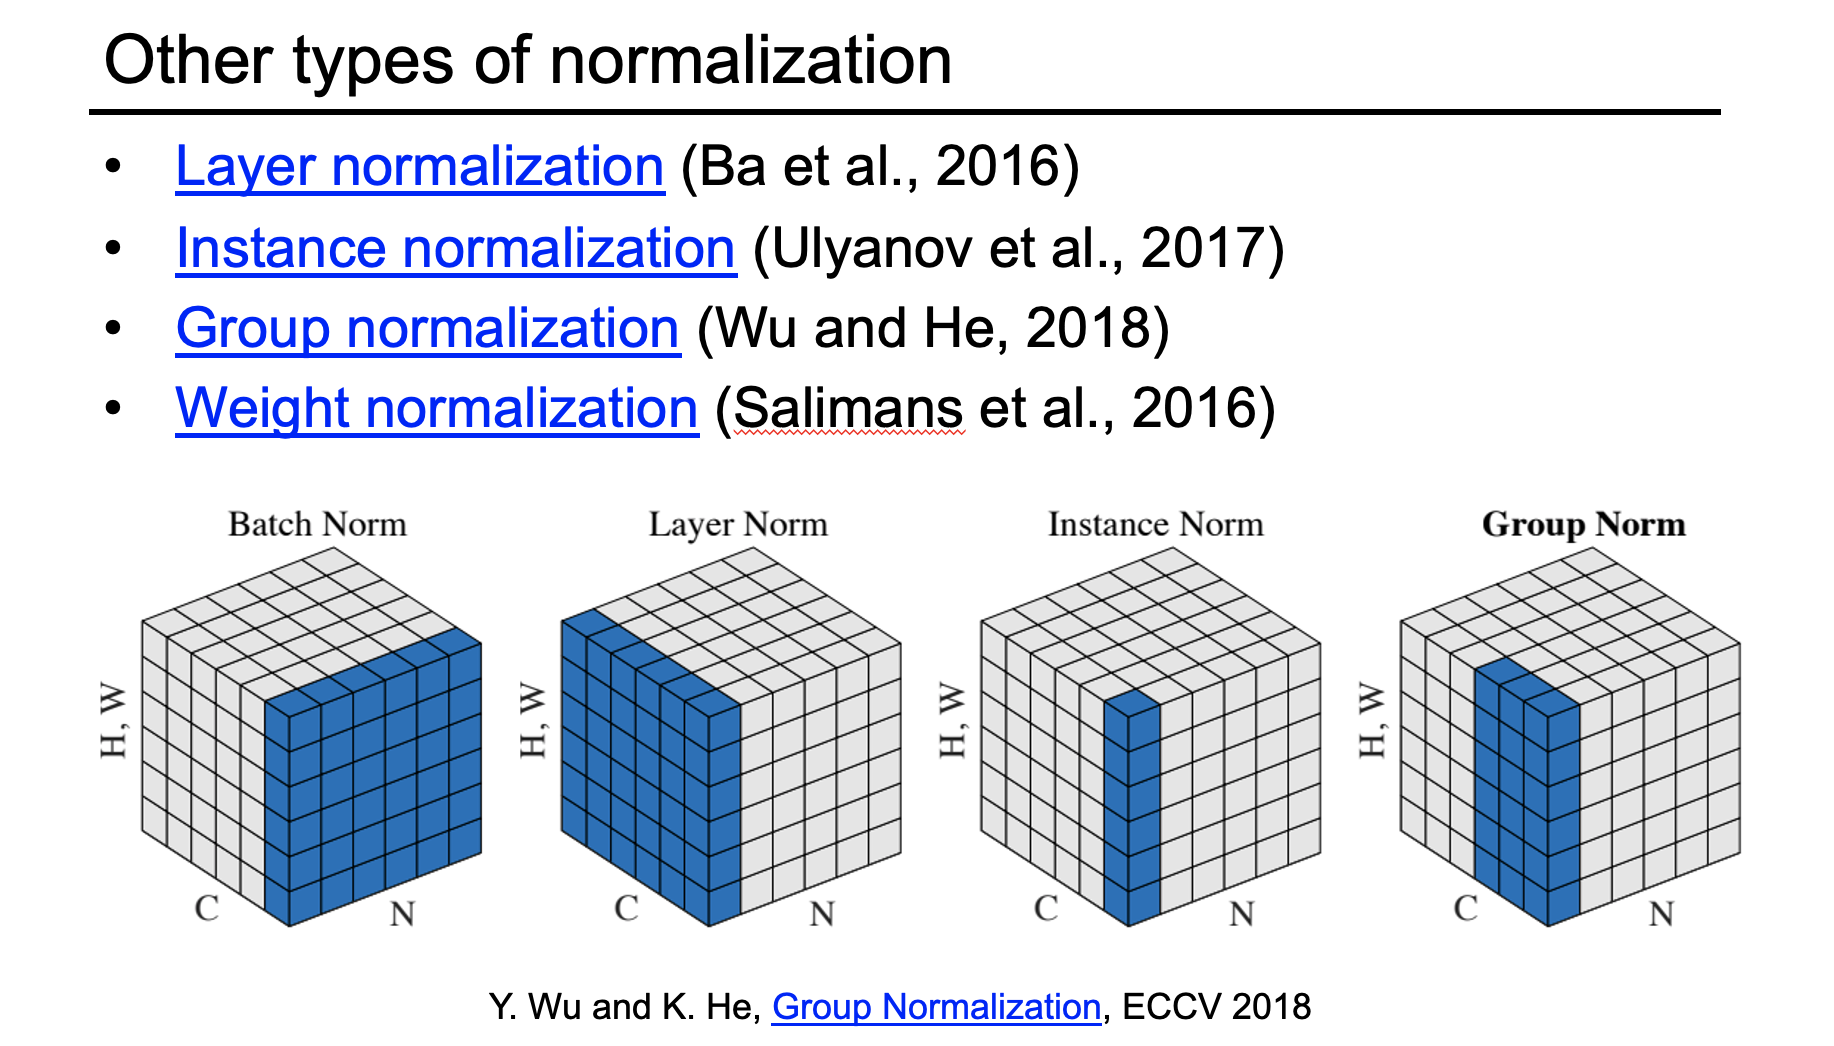 Other types of normalization
• Layer normalization (Ba et al., 2016)
• Instance normalization (Ulyanov et al., 2017)
• Group normalization (Wu and He, 2018)
• Weight normalization (Salimans et al., 2016)
Batch Norm Layer Norm Instance Norm Group Norm
H, W H, W H, W H, W
C N C N C N C N
Y. Wu and K. He, Group Normalization, ECCV 2018